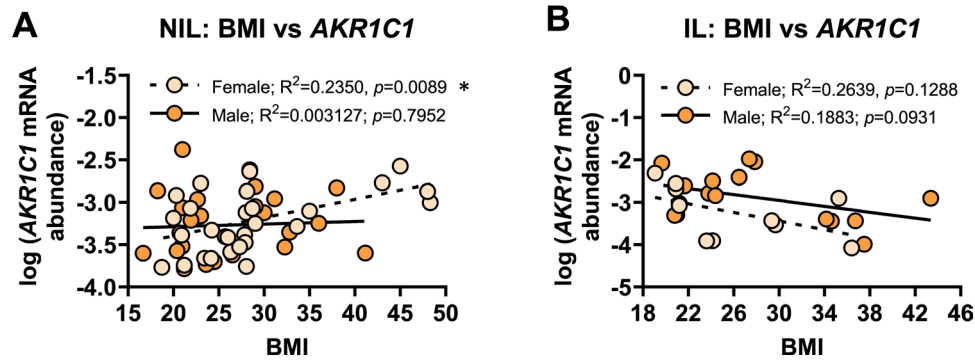 A
NIL: BMI vs AKR1C1
log (AKR1C1 mRNA
abundance)
-1.5
-2.0
-2.5
-3.0
-3.5
-4.0
Female; R²=0.2350, p=0.0089 *
Male; R²=0.003127; p=0.7952
15 20 25 30 35 40 45 50
BMI
B
IL: BMI vs AKR1C1
log (AKR1C1 mRNA
abundance)
0
-1
-2
-3
-4
-5
Female; R²=0.2639, p=0.1288
Male; R²=0.1883; p=0.0931
18 22 26 30 34 38 42 46
BMI